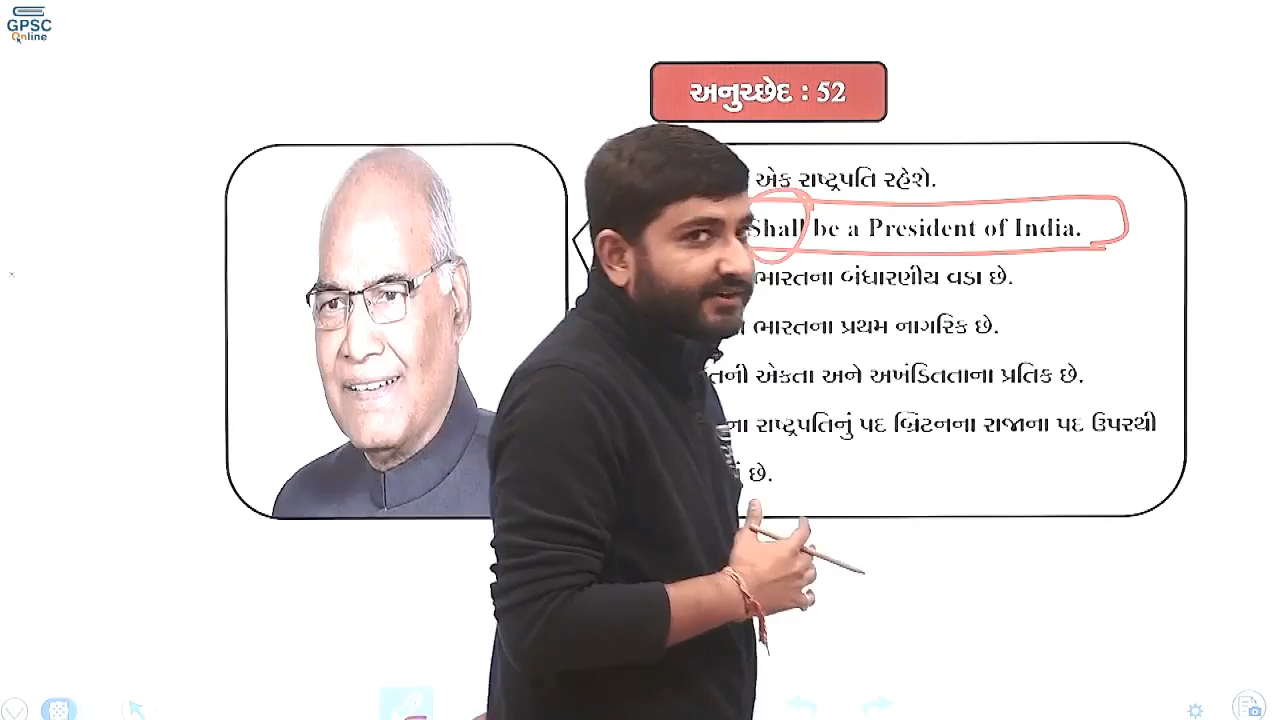 GPSC
Online
અનુચ્છેદ : 52
એક રાષ્ટ્રપતિ રહેશે.
Shall be a President of India.
ભારતના બંધારણીય વડા છે.
ભારતના પ્રથમ નાગરિક છે.
એકતા અને અખંડિતતાના પ્રતિક છે.
રાષ્ટ્રપતિનું પદ બ્રિટનના રાજાના પદ ઉપરથી
છે.